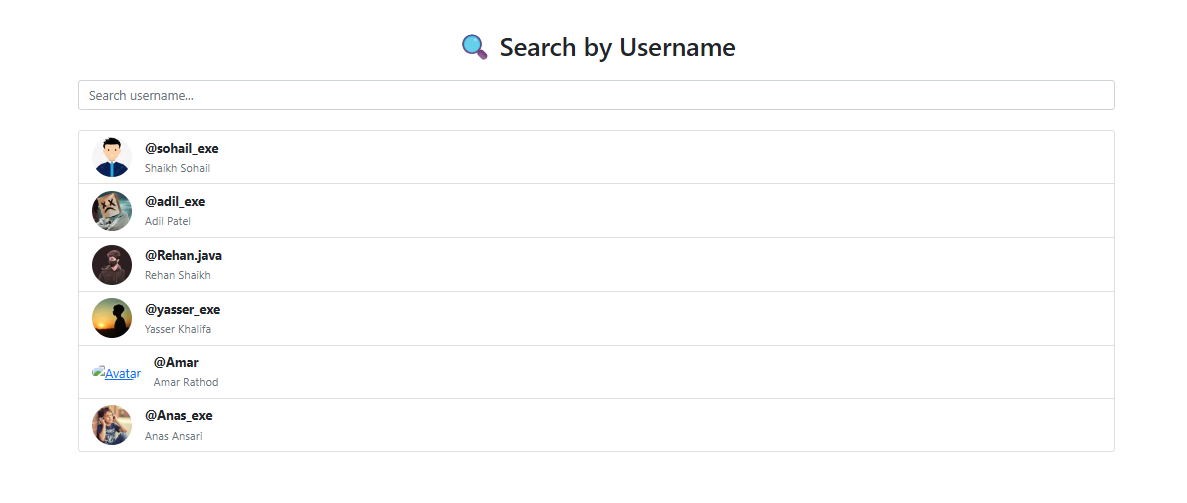 Search by Username
Search username...
@sohail_exe
Shaikh Sohail
@adil_exe
Adil Patel
@Rehan.java
Rehan Shaikh
@yasser_exe
Yasser Khalifa
Avatar
@Amar
Amar Rathod
@Anas_exe
Anas Ansari